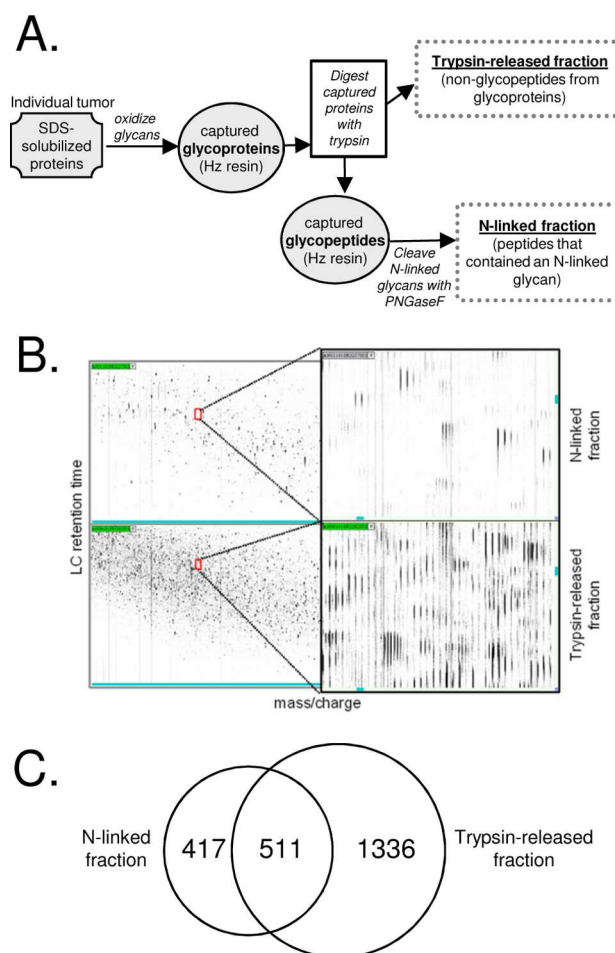 A.
Individual tumor
SDS-
solubilized
proteins
oxidize
glycans
captured
glycoproteins
(Hz resin)
Digest
captured
proteins
with
trypsin
Trypsin-released fraction
(non-glycopeptides from
glycoproteins)
captured
glycopeptides
(Hz resin)
Cleave
N-linked
glycans with
PNGaseF
N-linked fraction
(peptides that
contained an N-linked
glycan)
B.
LC retention time
N-linked
fraction
Trypsin-released
fraction
mass/charge
C.
N-linked
fraction
417
511
1336
Trypsin-released
fraction